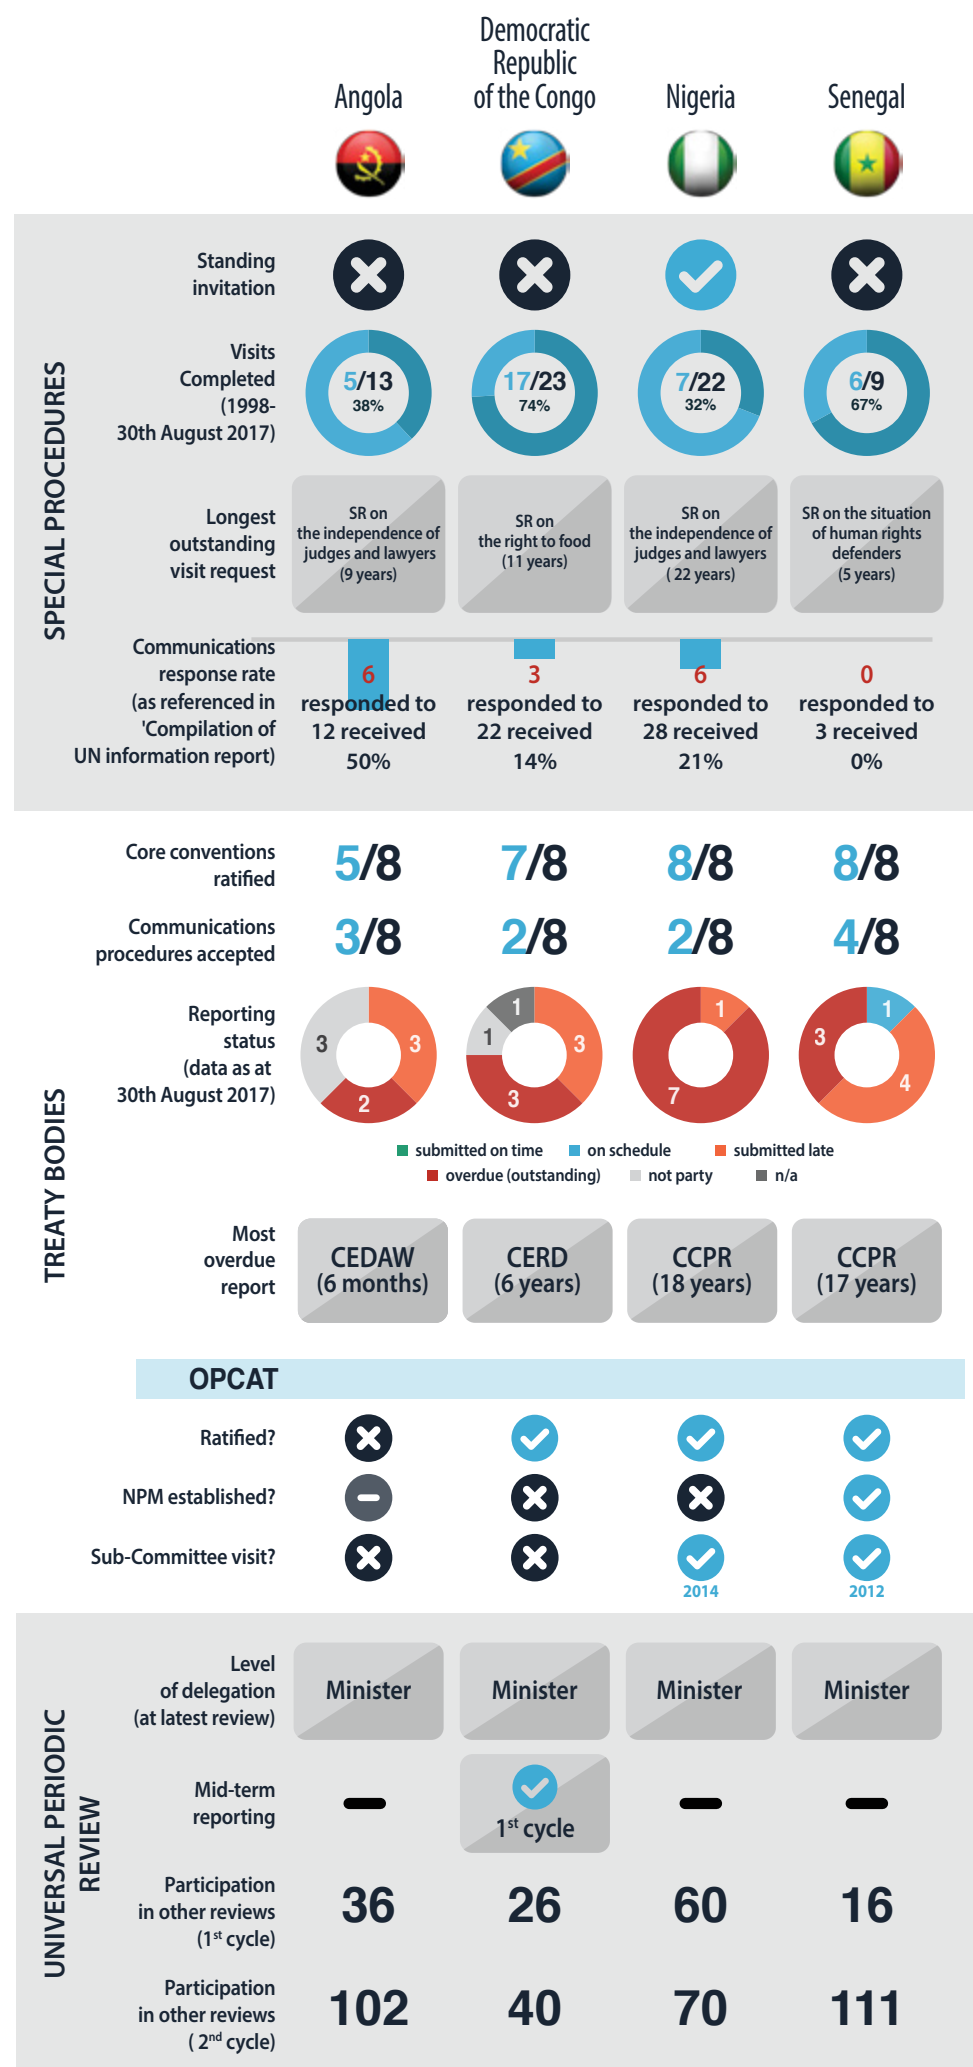 Angola
Democratic
Republic
of the Congo
Nigeria
Senegal
SPECIAL PROCEDURES
Standing
invitation
Visits
Completed
(1998-
30th August 2017)
5/13
38%
17/23
74%
7/22
32%
6/9
67%
Longest
outstanding
visit request
SR on
the independence of
judges and lawyers
(9 years)
SR on
the right to food
(11 years)
SR on
the independence of
judges and lawyers
( 22 years)
SR on the situation
of human rights
defenders
(5 years)
Communications
response rate
(as referenced in
'Compilation of
UN information report)
6
responded to
12 received
50%
3
responded to
22 received
14%
6
responded to
28 received
21%
0
responded to
3 received
0%
TREATY BODIES
Core conventions
ratified
5/8
7/8
8/8
8/8
Communications
procedures accepted
3/8
2/8
2/8
4/8
Reporting
status
(data as at
30th August 2017)
3
3
2
1
1
3
3
1
7
1
3
4
submitted on time
on schedule
submitted late
overdue (outstanding)
not party
n/a
Most
overdue
report
CEDAW
(6 months)
CERD
(6 years)
CCPR
(18 years)
CCPR
(17 years)
OPCAT
Ratified?
NPM established?
Sub-Committee visit?
2014
2012
UNIVERSAL PERIODIC
REVIEW
Level
of delegation
(at latest review)
Minister
Minister
Minister
Minister
Mid-term
reporting
1st cycle
Participation
in other reviews
(1st cycle)
36
26
60
16
Participation
in other reviews
( 2nd cycle)
102
40
70
111